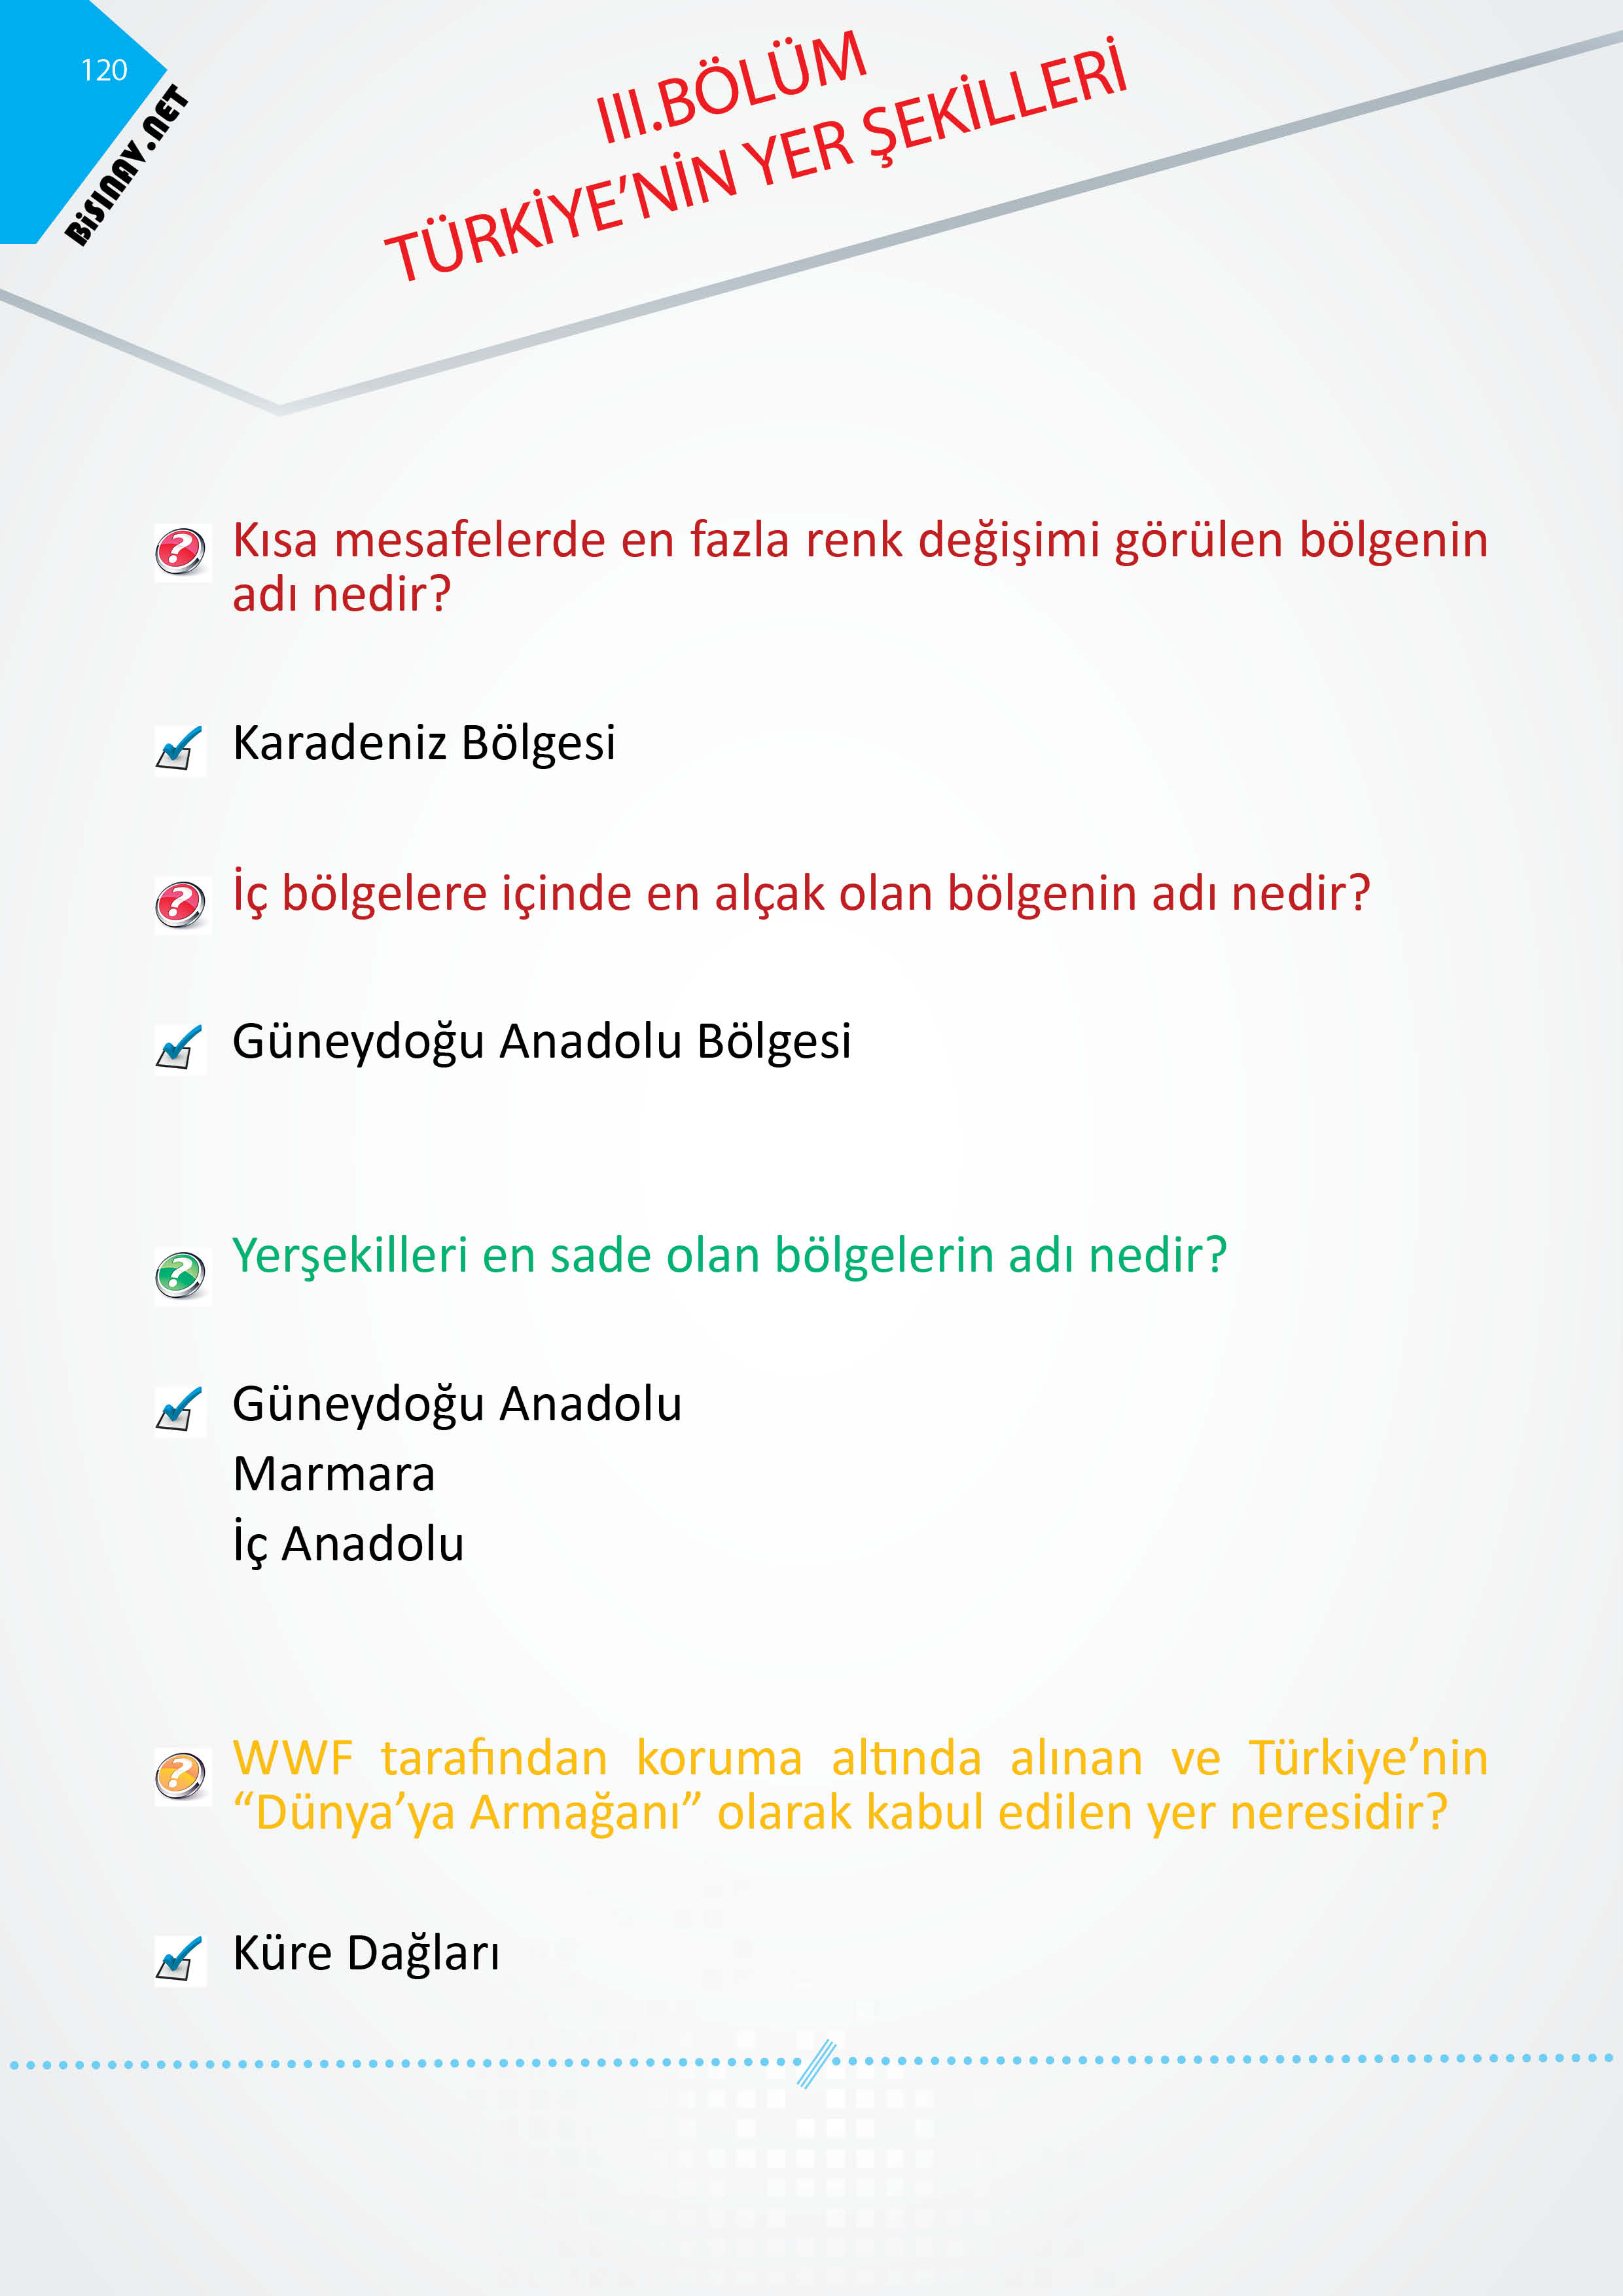 120
BiSINAV.NET
III.BÖLÜM
TÜRKİYE’NİN YER ŞEKİLLERİ
Kısa mesafelerde en fazla renk değişimi görülen bölgenin
adı nedir?
Karadeniz Bölgesi
İç bölgelere içinde en alçak olan bölgenin adı nedir?
Güneydoğu Anadolu Bölgesi
Yerşekilleri en sade olan bölgelerin adı nedir?
Güneydoğu Anadolu
Marmara
İç Anadolu
WWF tarafından koruma altında alınan ve Türkiye’nin
“Dünya’ya Armağanı” olarak kabul edilen yer neresidir?
Küre Dağları